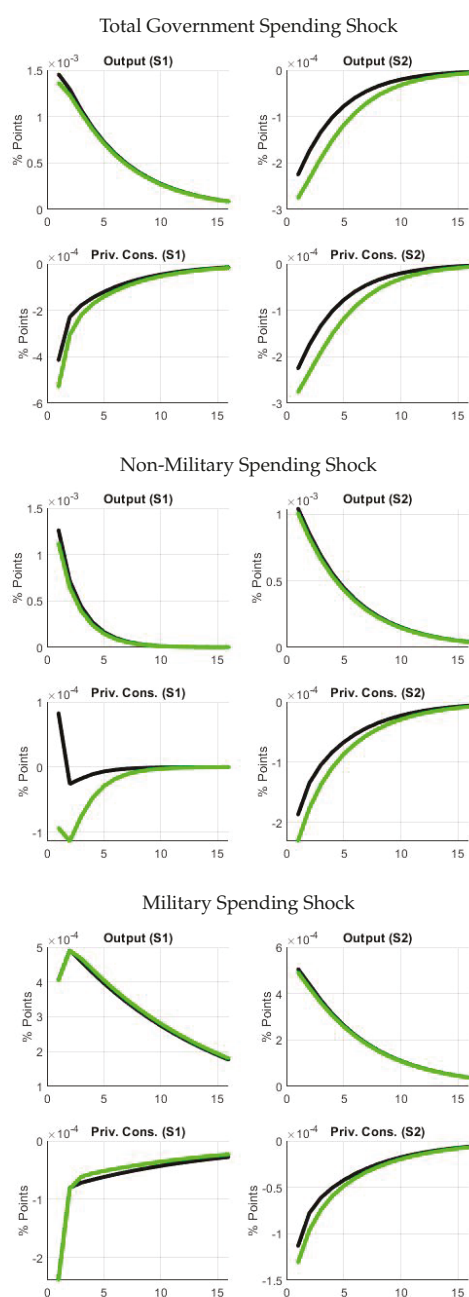 Total Government Spending Shock
Output (S1)
×10-3
% Points
1.5
1
0.5
0
0 5 10 15
Output (S2)
×10-4
0
-1
-2
-3
0 5 10 15
Priv. Cons. (S1)
×10-4
% Points
0
-2
-4
-6
0 5 10 15
Priv. Cons. (S2)
×10-4
% Points
0
-1
-2
-3
0 5 10 15
Non-Military Spending Shock
Output (S1)
×10-3
% Points
1.5
1
0.5
0
0 5 10 15
Output (S2)
×10-3
% Points
1
0.5
0
0 5 10 15
Priv. Cons. (S1)
×10-4
% Points
1
0
-1
0 5 10 15
Priv. Cons. (S2)
×10-4
% Points
0
-1
-2
0 5 10 15
Military Spending Shock
Output (S1)
×10-4
% Points
5
4
3
2
1
0 5 10 15
Output (S2)
×10-4
% Points
6
4
2
0
0 5 10 15
Priv. Cons. (S1)
×10-4
% Points
0
-1
-2
0 5 10 15
Priv. Cons. (S2)
×10-4
% Points
0
-0.5
-1
-1.5
0 5 10 15